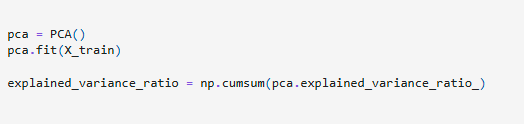 pca = PCA()
pca.fit(X_train)
explained_variance_ratio = np.cumsum(pca.explained_variance_ratio_)